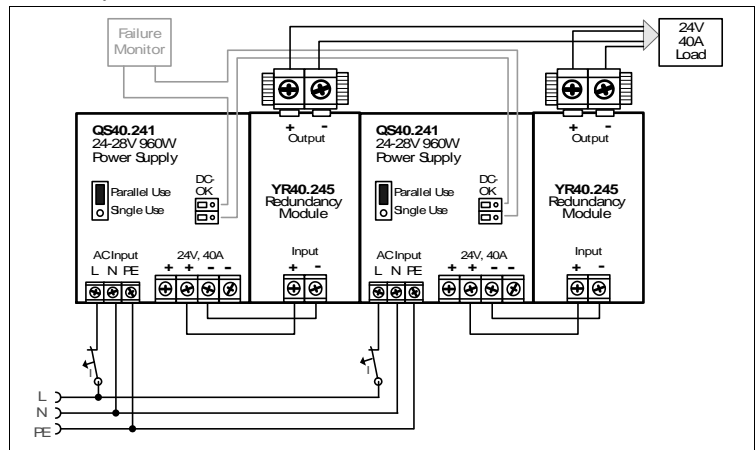 Failure
Monitor
24V
40A
Load
QS40.241
24-28V 960W
Power Supply
Parallel Use
Single Use
DC-
OK
AC Input
L N PE
24V, 40A
+ + - -
+ -
Output
YR40.245
Redundancy
Module
Input
+ -
QS40.241
24-28V 960W
Power Supply
Parallel Use
Single Use
DC-
OK
AC Input
L N PE
24V, 40A
+ + - -
+ -
Output
YR40.245
Redundancy
Module
Input
+ -
I
I
L
N
PE